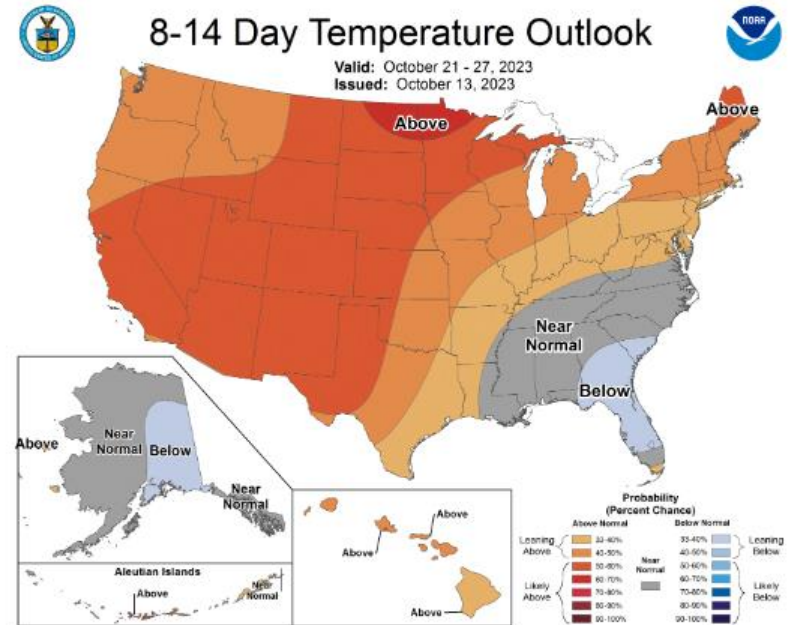 8-14 Day Temperature Outlook
NOAA
Valid: October 21 - 27, 2023
Issued: October 13, 2023
Above
Above
Near
Normal
Below
Above
Near
Normal
Below
Near
Normal
Aleutian Islands
Above
Near
Normal
Above
Above
Above
Probability
(Percent Chance)
Above Normal
Below Normal
Leaning
Above
33-40%
40-50%
50-60%
60-70%
70-80%
80-90%
90-100%
Likely
Above
Near
Normal
33-40%
40-50%
50-60%
60-70%
70-80%
80-90%
90-100%
Leaning
Below
Likely
Below